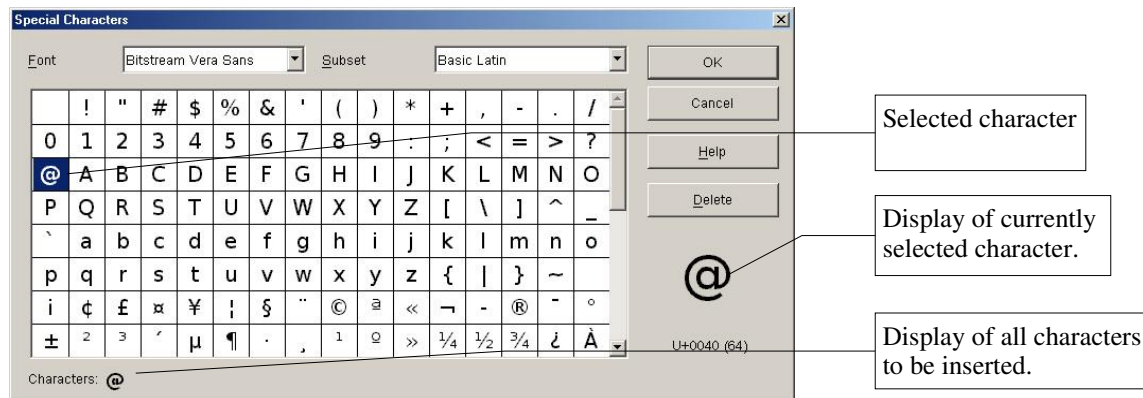 Special Characters
Font Bitstream Vera Sans Subset Basic Latin OK
! " # $ % & ' ( ) * + , - . / Cancel
0 1 2 3 4 5 6 7 8 9 : ; < = > ? Help
@ A B C D E F G H I J K L M N O
P Q R S T U V W X Y Z [ \ ] ^ _ Delete
` a b c d e f g h i j k l m n o
p q r s t u v w x y z { | } ~
¡ ¢ £ ¤ ¥ ¦ § ¨ © ª « ¬ - ® ¯ °
± ² ³ ´ µ ¶ · ¸ ¹ º » ¼ ½ ¾ ¿ À
@
U+0040 (64)
Characters: @
Selected character
Display of currently
selected character.
Display of all characters
to be inserted.